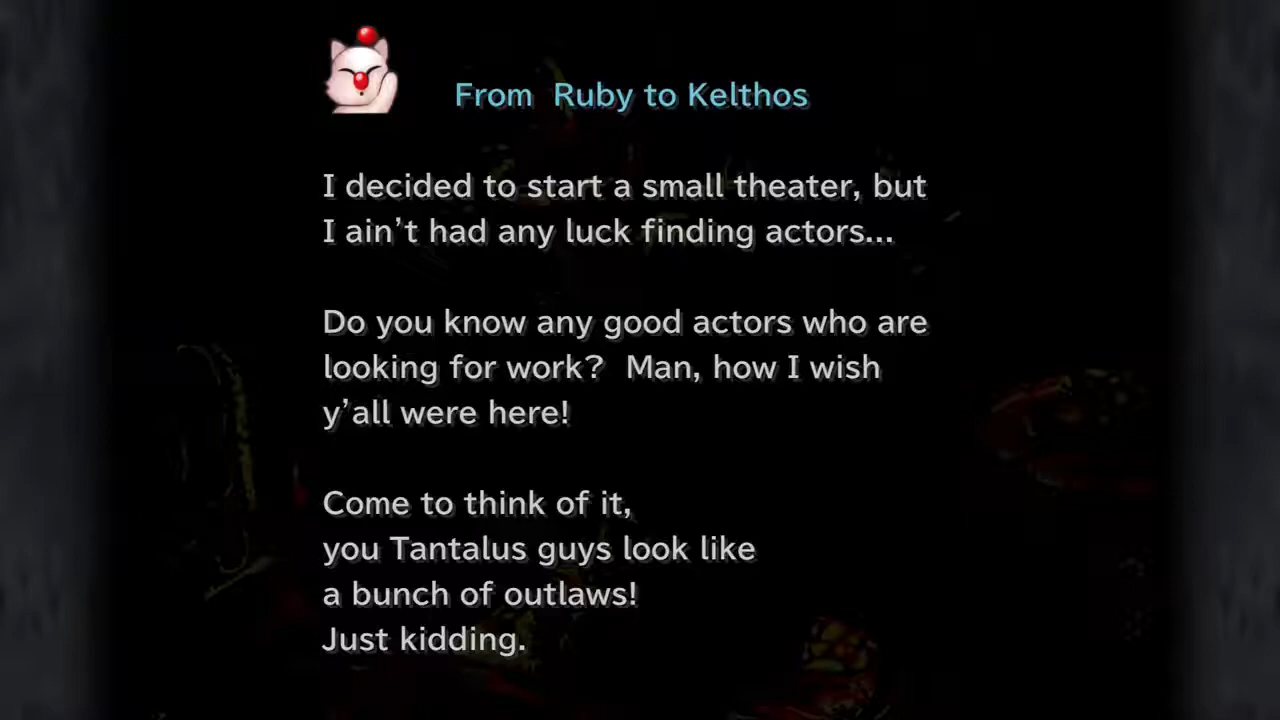 From  Ruby to Kelthos
I decided to start a small theater, but
I ain't had any luck finding actors...
Do you know any good actors who are
looking for work?  Man, how I wish
y'all were here!
Come to think of it,
you Tantalus guys look like
a bunch of outlaws!
Just kidding.